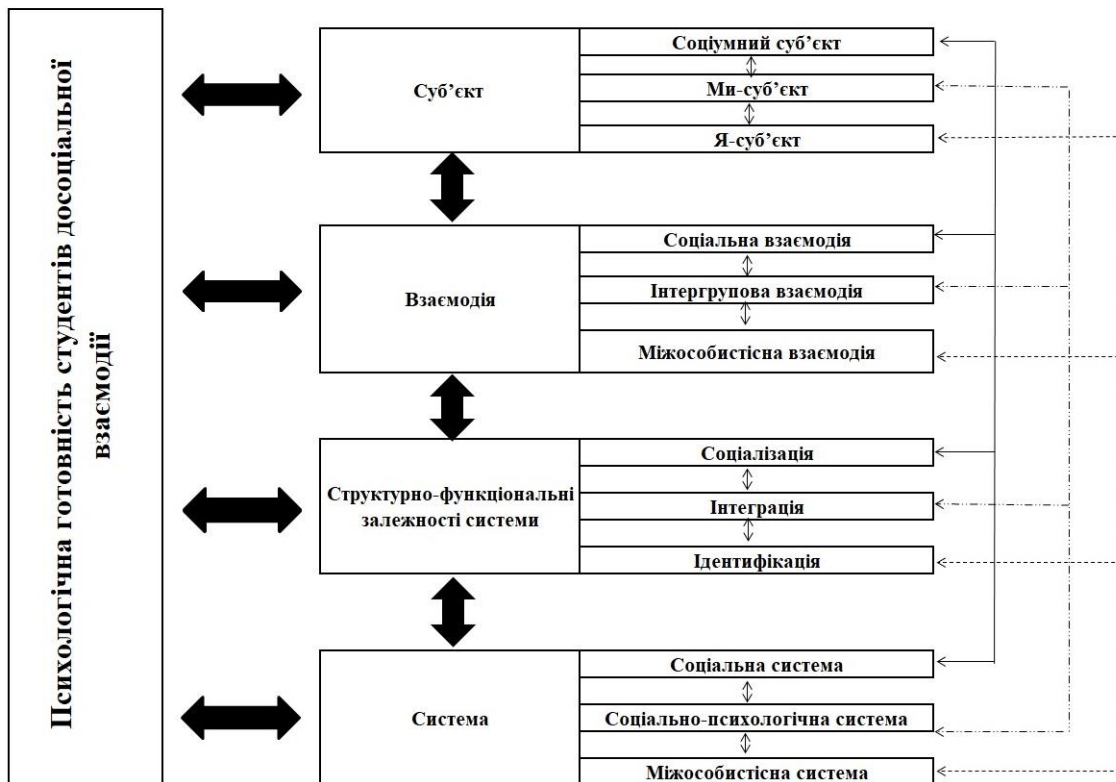 Психологічна готовність студентів досоціальної
взаємодії
Суб’єкт
Соціумний суб’єкт
Ми-суб’єкт
Я-суб’єкт
Взаємодія
Соціальна взаємодія
Інтергрупова взаємодія
Міжособистісна взаємодія
Структурно-функціональні
залежності системи
Соціалізація
Інтеграція
Ідентифікація
Система
Соціальна система
Соціально-психологічна система
Міжособистісна система